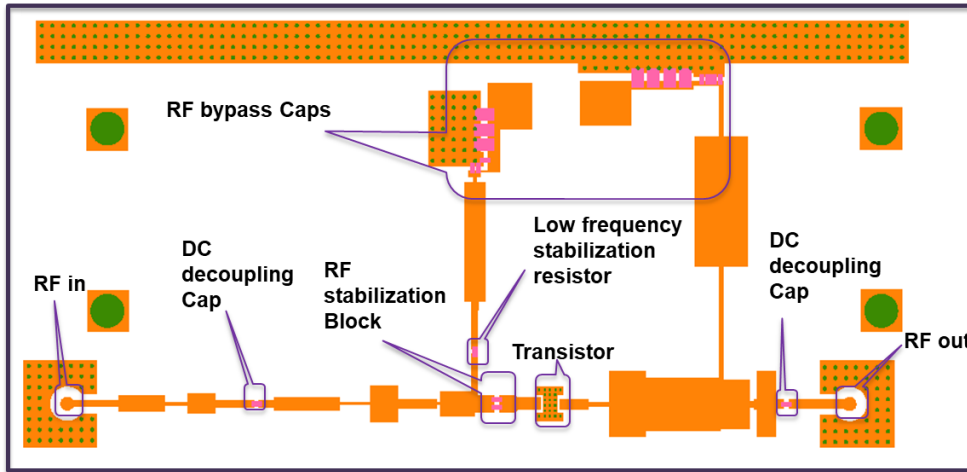 RF bypass Caps
Low frequency
stabilization
resistor
DC
decoupling
Cap
DC
decoupling
Cap
RF
stabilization
Block
RF in
Transistor
RF out